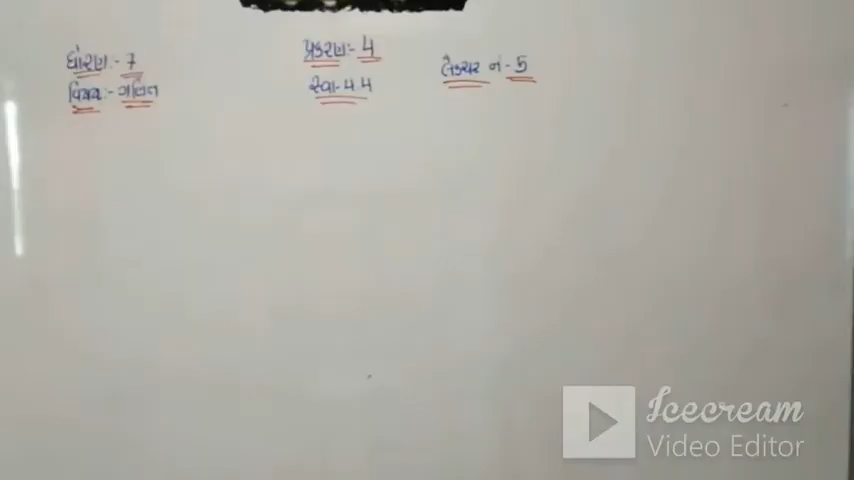 ધોરણ:- 7
વિષય:- ગણિત
પ્રકરણ:- 4
સ્વા- 4.4
લેક્ચર નં - 5
Icecream
Video Editor